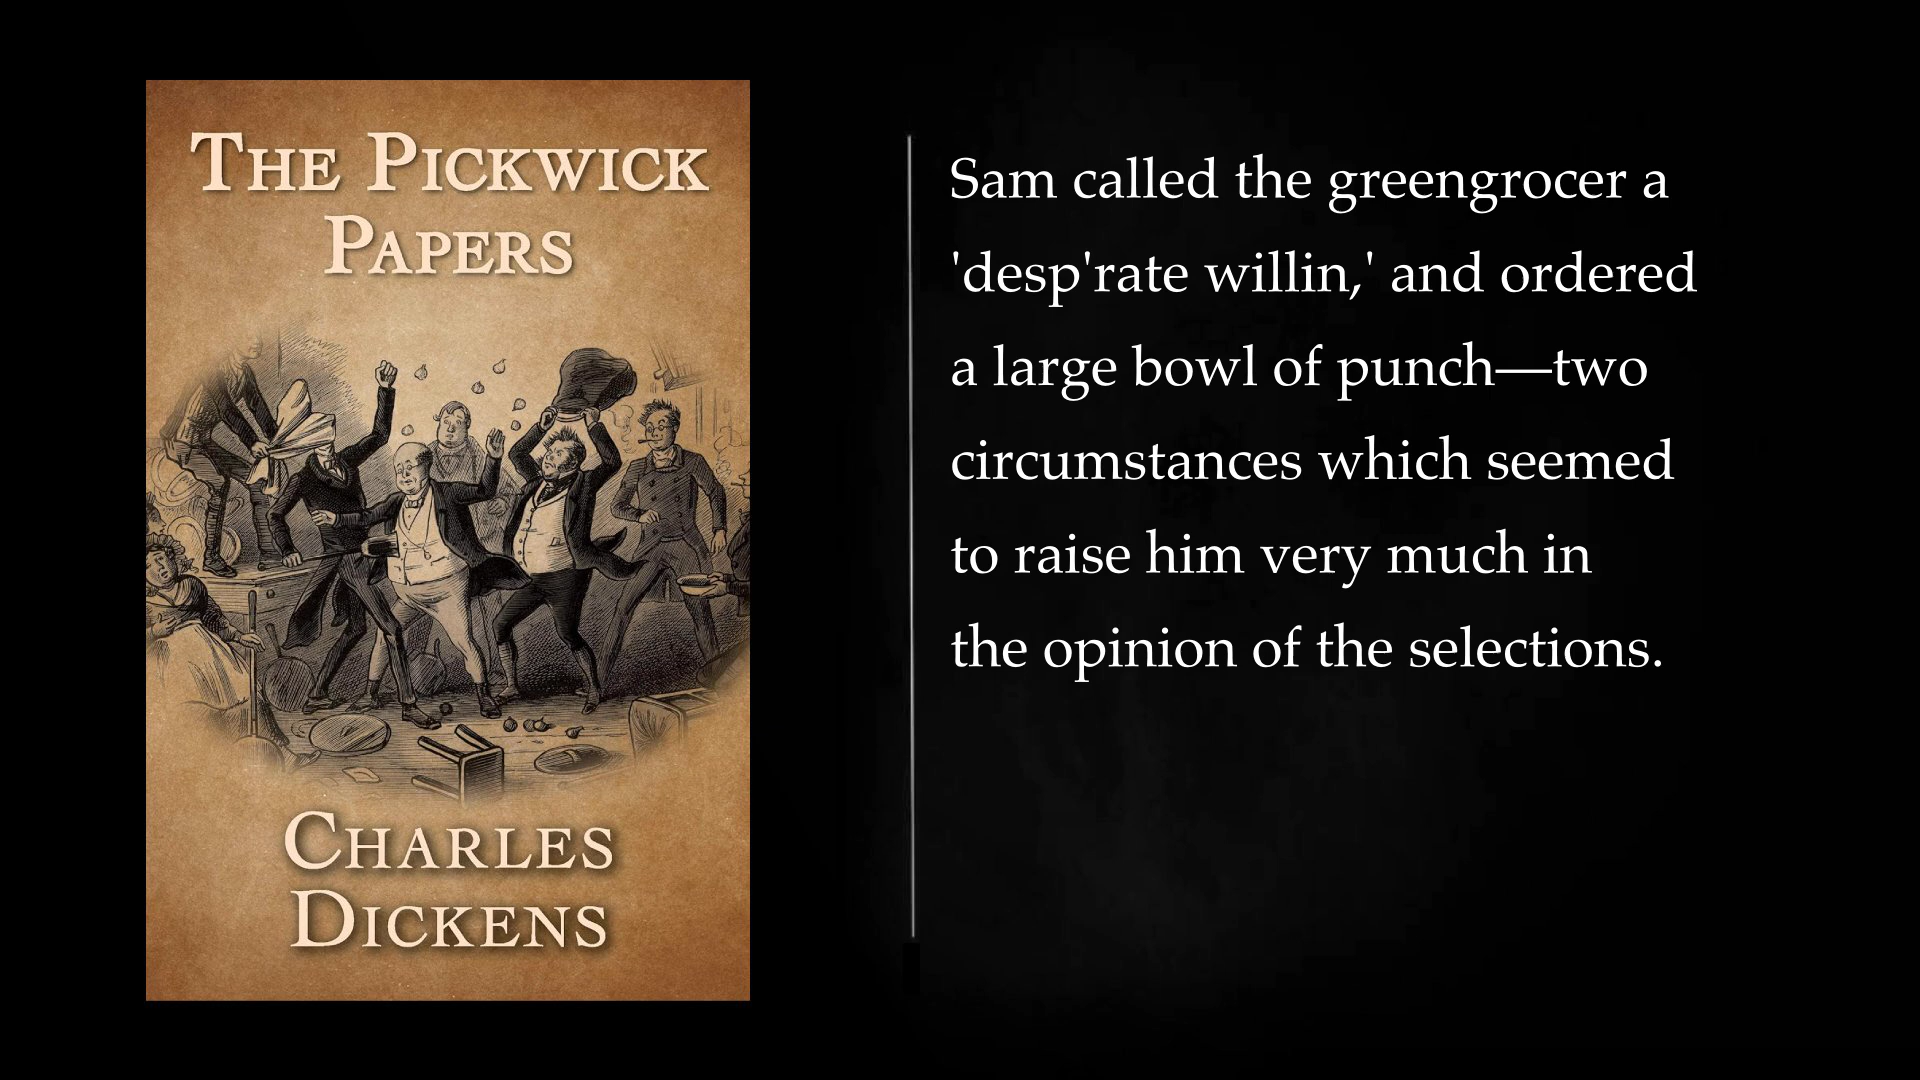 The Pickwick
Papers
Charles
Dickens
Sam called the greengrocer a
'desp'rate willin,' and ordered
a large bowl of punch—two
circumstances which seemed
to raise him very much in
the opinion of the selections.